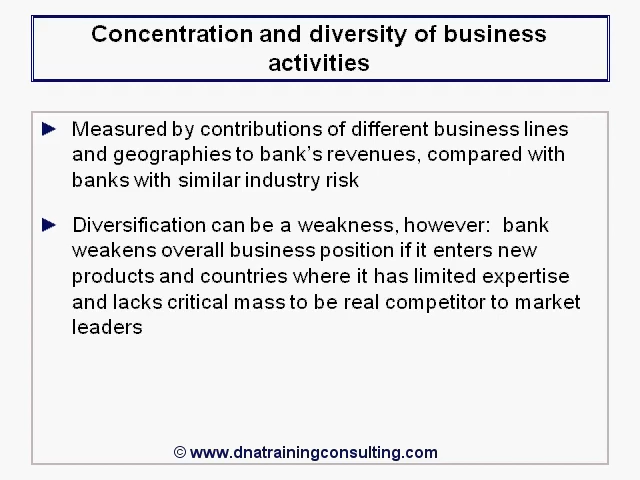 Concentration and diversity of business
activities
► Measured by contributions of different business lines
and geographies to bank's revenues, compared with
banks with similar industry risk
► Diversification can be a weakness, however:  bank
weakens overall business position if it enters new
products and countries where it has limited expertise
and lacks critical mass to be real competitor to market
leaders
© www.dnatrainingconsulting.com